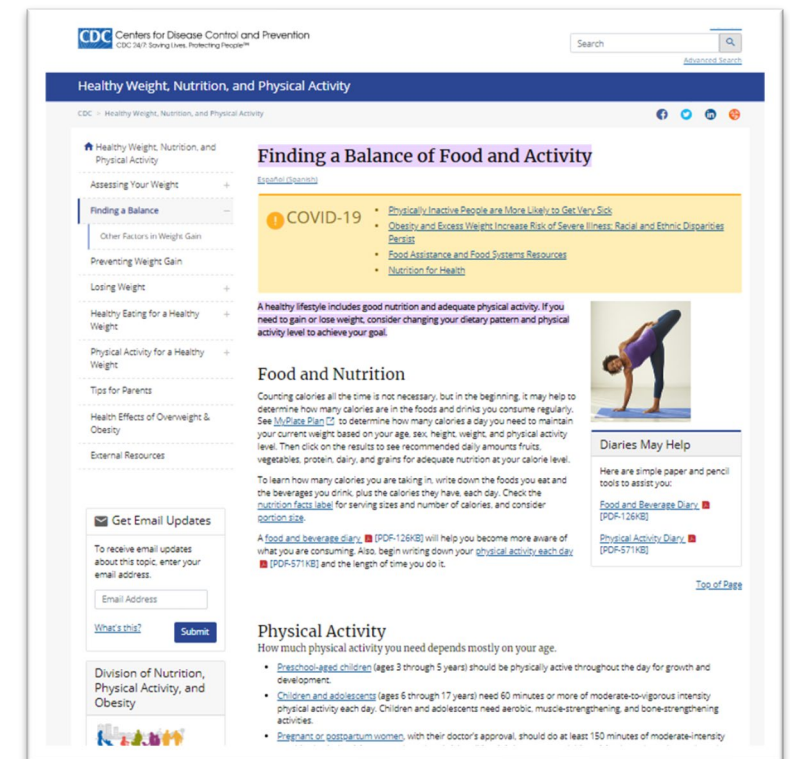 CDC Centers for Disease Control and Prevention
CDC 24/7: Saving Lives, Protecting People™
Search
Advanced Search
Healthy Weight, Nutrition, and Physical Activity
CDC > Healthy Weight, Nutrition, and Physical Activity
Healthy Weight, Nutrition, and
Physical Activity
Assessing Your Weight +
Finding a Balance –
Other Factors in Weight Gain
Preventing Weight Gain
Losing Weight +
Healthy Eating for a Healthy +
Weight
Physical Activity for a Healthy +
Weight
Tips for Parents
Health Effects of Overweight &
Obesity
External Resources
Get Email Updates
To receive email updates
about this topic, enter your
email address.
Email Address
What's this? Submit
Division of Nutrition,
Physical Activity, and
Obesity
Finding a Balance of Food and Activity
Español (Spanish)
COVID-19
• Physically Inactive People are More Likely to Get Very Sick
• Obesity and Excess Weight Increase Risk of Severe Illness; Racial and Ethnic Disparities
Persist
• Food Assistance and Food Systems Resources
• Nutrition for Health
A healthy lifestyle includes good nutrition and adequate physical activity. If you
need to gain or lose weight, consider changing your dietary pattern and physical
activity level to achieve your goal.
Food and Nutrition
Counting calories all the time is not necessary, but in the beginning, it may help to
determine how many calories are in the foods and drinks you consume regularly.
See MyPlate Plan to determine how many calories a day you need to maintain
your current weight based on your age, sex, height, weight, and physical activity
level. Then click on the results to see recommended daily amounts fruits,
vegetables, protein, dairy, and grains for adequate nutrition at your calorie level.
To learn how many calories you are taking in, write down the foods you eat and
the beverages you drink, plus the calories they have, each day. Check the
nutrition facts label for serving sizes and number of calories, and consider
portion size.
A food and beverage diary [PDF-126KB] will help you become more aware of
what you are consuming. Also, begin writing down your physical activity each day
[PDF-571KB] and the length of time you do it.
Diaries May Help
Here are simple paper and pencil
tools to assist you:
Food and Beverage Diary
[PDF-126KB]
Physical Activity Diary
[PDF-571KB]
Top of Page
Physical Activity
How much physical activity you need depends mostly on your age.
• Preschool-aged children (ages 3 through 5 years) should be physically active throughout the day for growth and
development.
• Children and adolescents (ages 6 through 17 years) need 60 minutes or more of moderate-to-vigorous intensity
physical activity each day. Children and adolescents need aerobic, muscle-strengthening, and bone-strengthening
activities.
• Pregnant or postpartum women, with their doctor's approval, should do at least 150 minutes of moderate-intensity